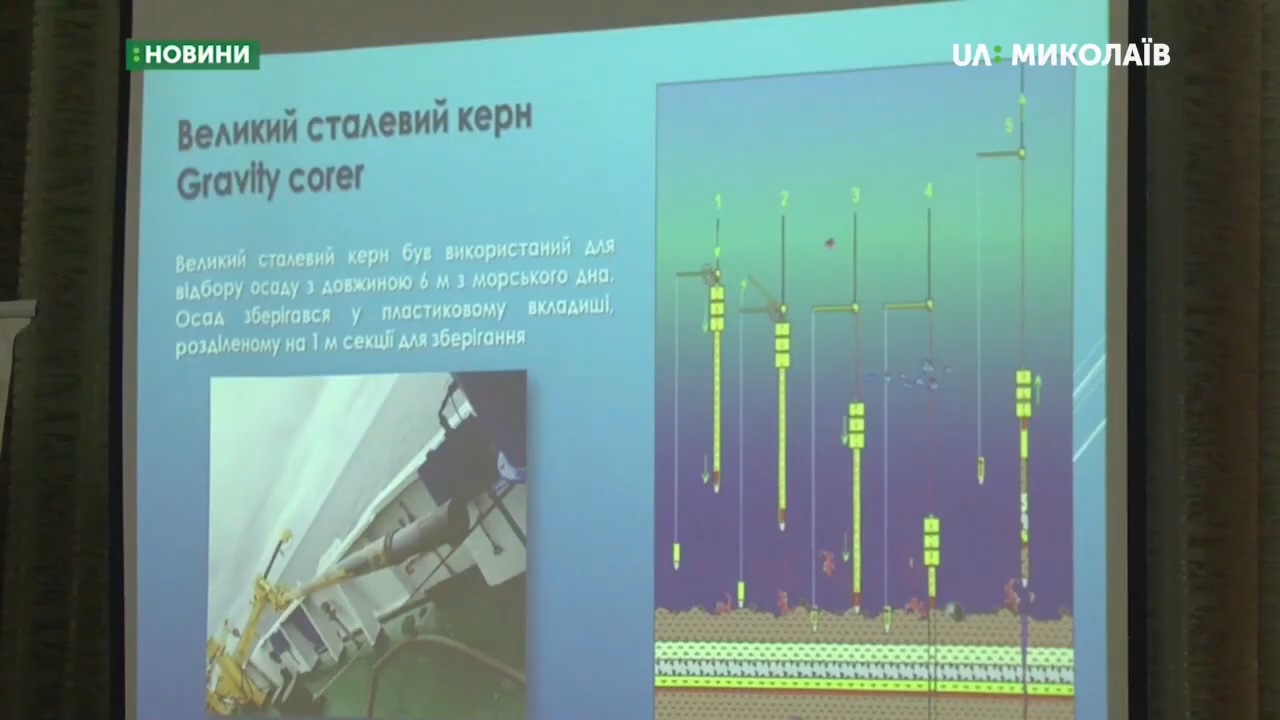 НОВИНИ
UA: МИКОЛАЇВ
Великий сталевий керн
Gravity corer
Великий сталевий керн був використаний для
відбору осаду з довжиною 6 м з морського дна.
Осад зберігався у пластиковому вкладиші,
розділеному на 1 м секції для зберігання
1
2
3
4
5